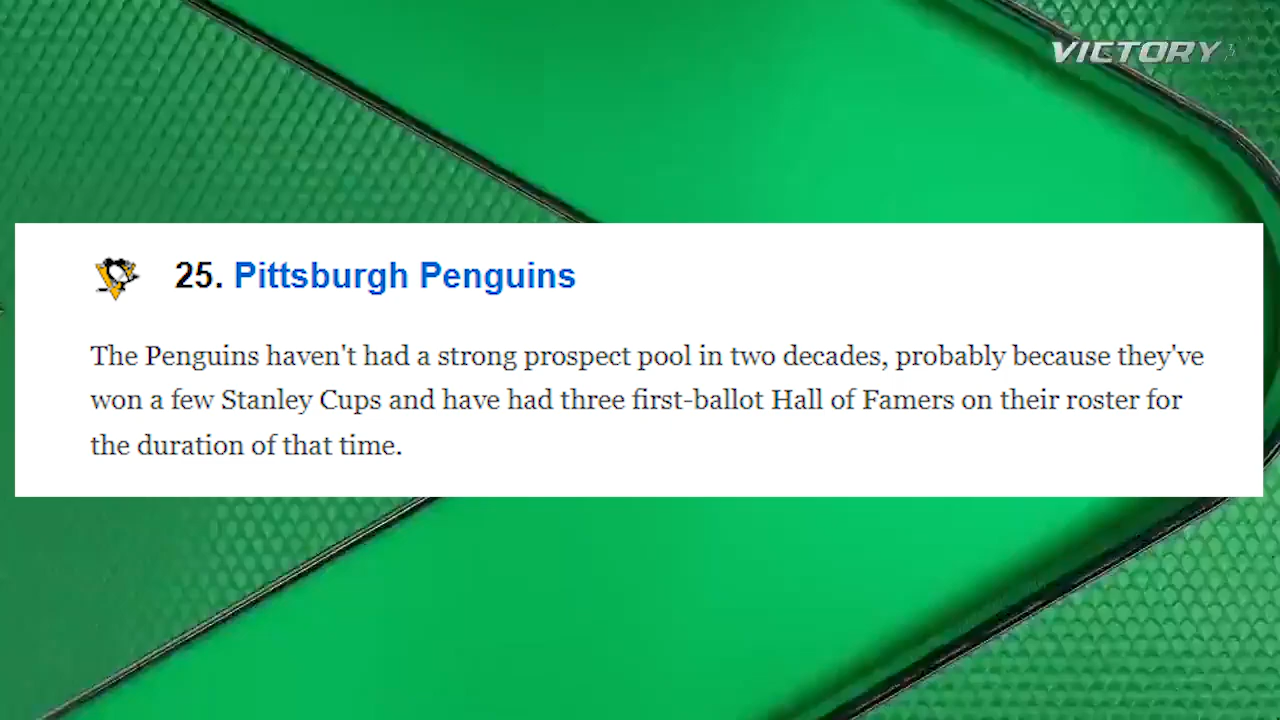 VICTORY
25. Pittsburgh Penguins
The Penguins haven't had a strong prospect pool in two decades, probably because they've
won a few Stanley Cups and have had three first-ballot Hall of Famers on their roster for
the duration of that time.